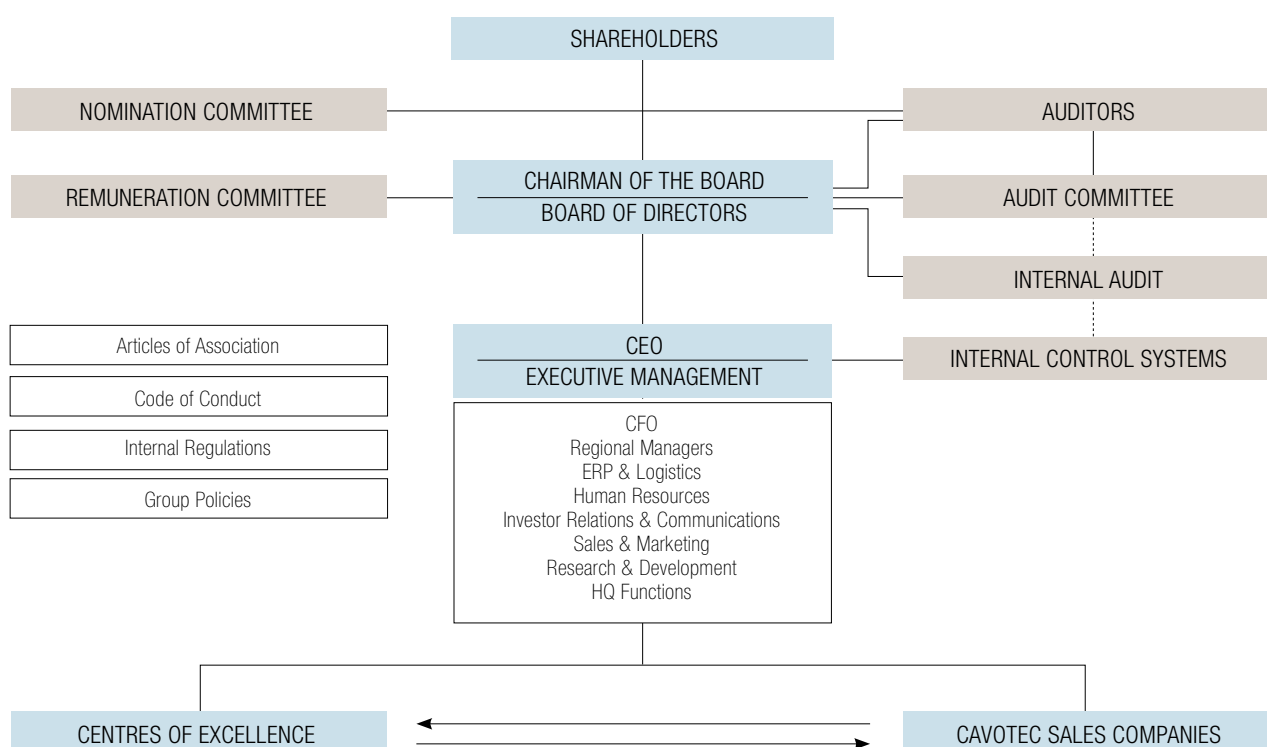 SHAREHOLDERS
NOMINATION COMMITTEE
AUDITORS
REMUNERATION COMMITTEE
CHAIRMAN OF THE BOARD
BOARD OF DIRECTORS
AUDIT COMMITTEE
INTERNAL AUDIT
Articles of Association
Code of Conduct
Internal Regulations
Group Policies
CEO
EXECUTIVE MANAGEMENT
INTERNAL CONTROL SYSTEMS
CFO
Regional Managers
ERP & Logistics
Human Resources
Investor Relations & Communications
Sales & Marketing
Research & Development
HQ Functions
CENTRES OF EXCELLENCE
CAVOTEC SALES COMPANIES